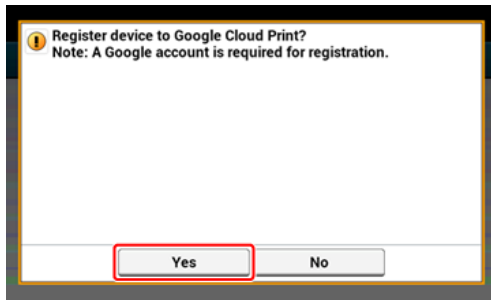 Register device to Google Cloud Print?
Note: A Google account is required for registration.
Yes
No